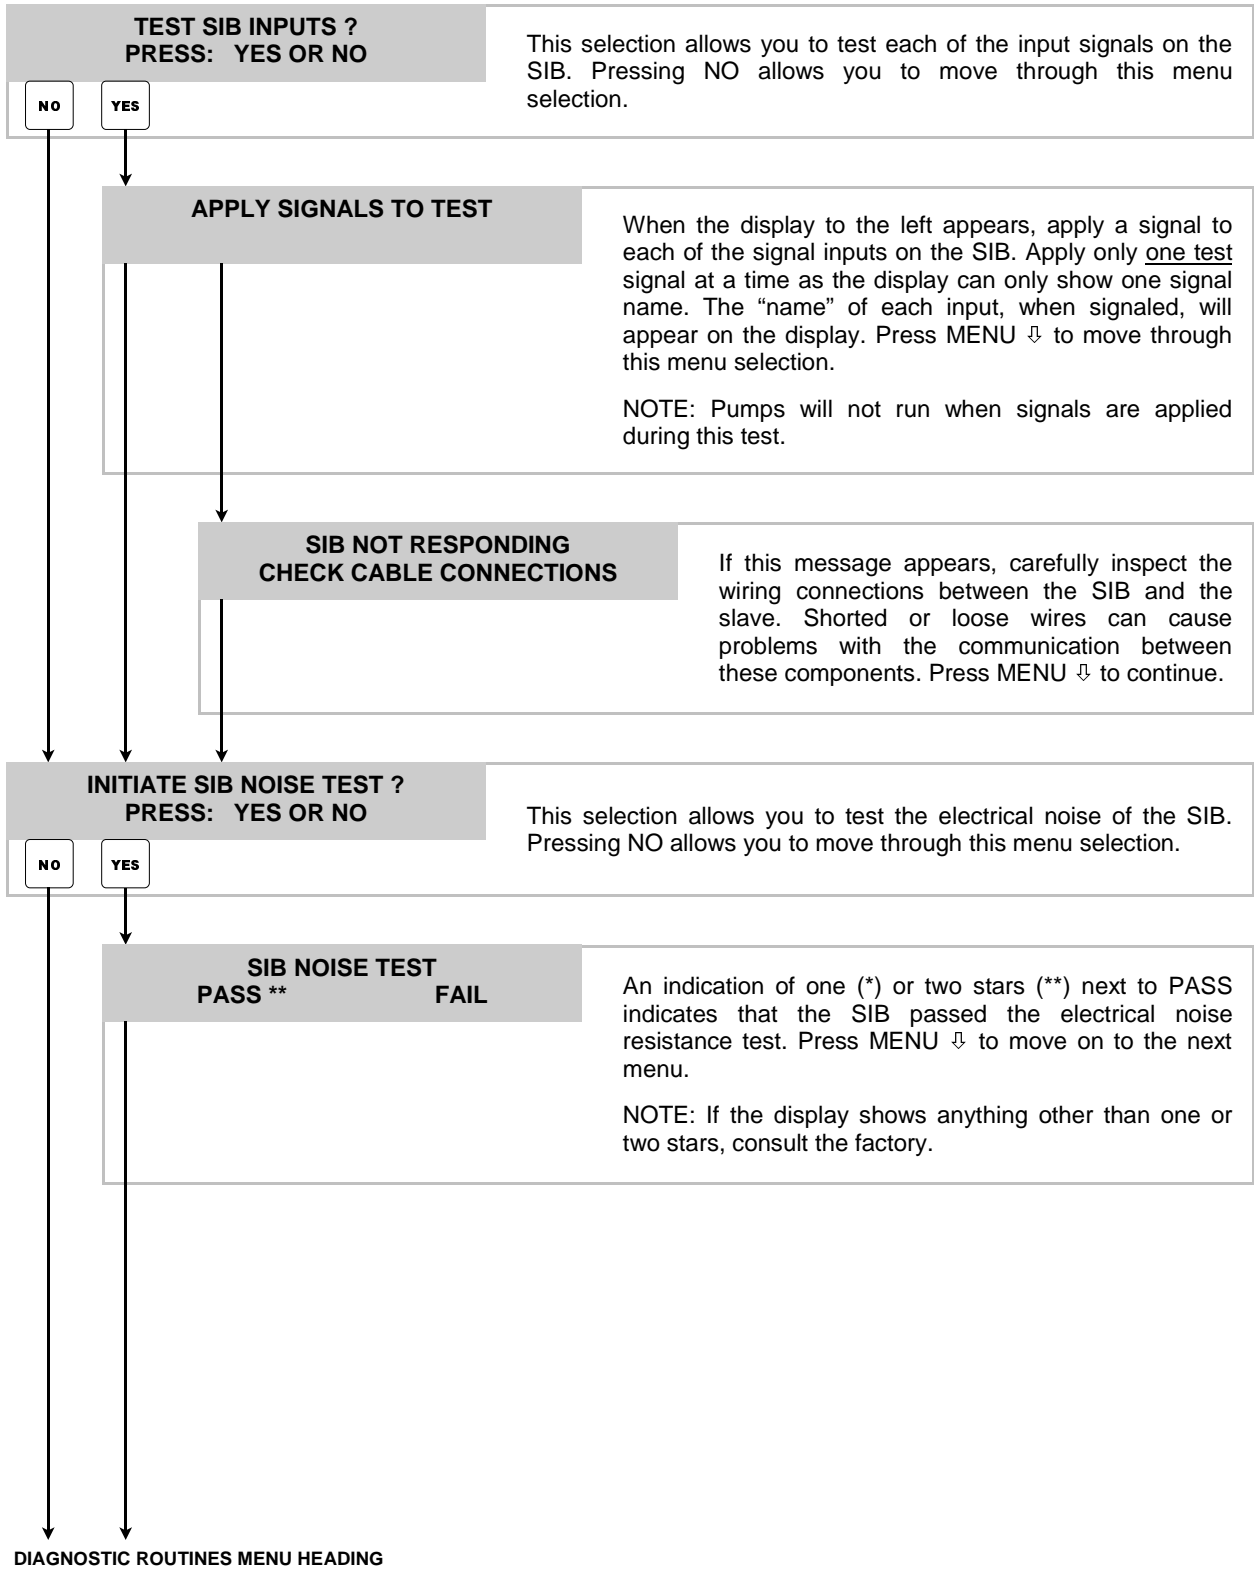 TEST SIB INPUTS ?
PRESS: YES OR NO
NO YES
This selection allows you to test each of the input signals on the
SIB. Pressing NO allows you to move through this menu
selection.
APPLY SIGNALS TO TEST
When the display to the left appears, apply a signal to
each of the signal inputs on the SIB. Apply only one test
signal at a time as the display can only show one signal
name. The “name” of each input, when signaled, will
appear on the display. Press MENU ⇩ to move through
this menu selection.
NOTE: Pumps will not run when signals are applied
during this test.
SIB NOT RESPONDING
CHECK CABLE CONNECTIONS
If this message appears, carefully inspect the
wiring connections between the SIB and the
slave. Shorted or loose wires can cause
problems with the communication between
these components. Press MENU ⇩ to continue.
INITIATE SIB NOISE TEST ?
PRESS: YES OR NO
NO YES
This selection allows you to test the electrical noise of the SIB.
Pressing NO allows you to move through this menu selection.
SIB NOISE TEST
PASS ** FAIL
An indication of one (*) or two stars (**) next to PASS
indicates that the SIB passed the electrical noise
resistance test. Press MENU ⇩ to move on to the next
menu.
NOTE: If the display shows anything other than one or
two stars, consult the factory.
DIAGNOSTIC ROUTINES MENU HEADING